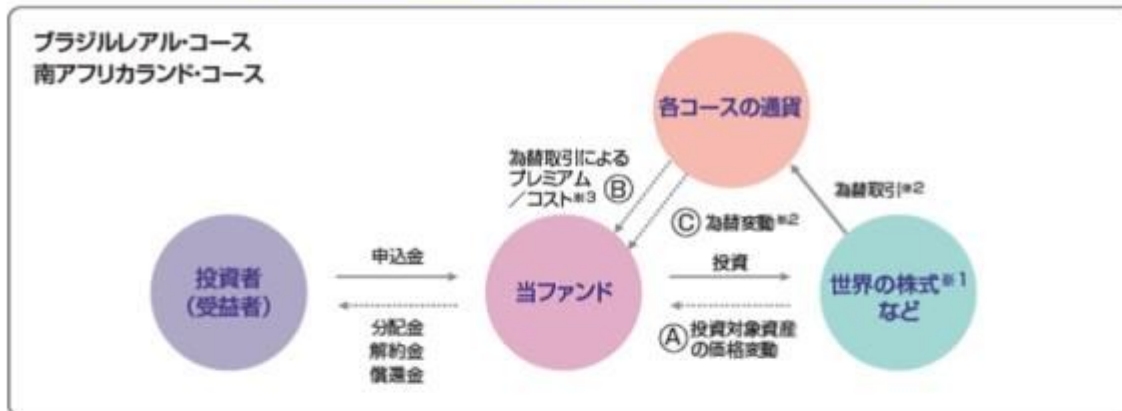 ブラジルレアル・コース
南アフリカランド・コース
各コースの通貨
為替取引による
プレミアム
/コスト※3 Ⓑ
為替取引※2
Ⓒ 為替変動※2
投資者
(受益者)
申込金
分配金
解約金
償還金
当ファンド
投資
Ⓐ 投資対象資産
の価格変動
世界の株式※1
など